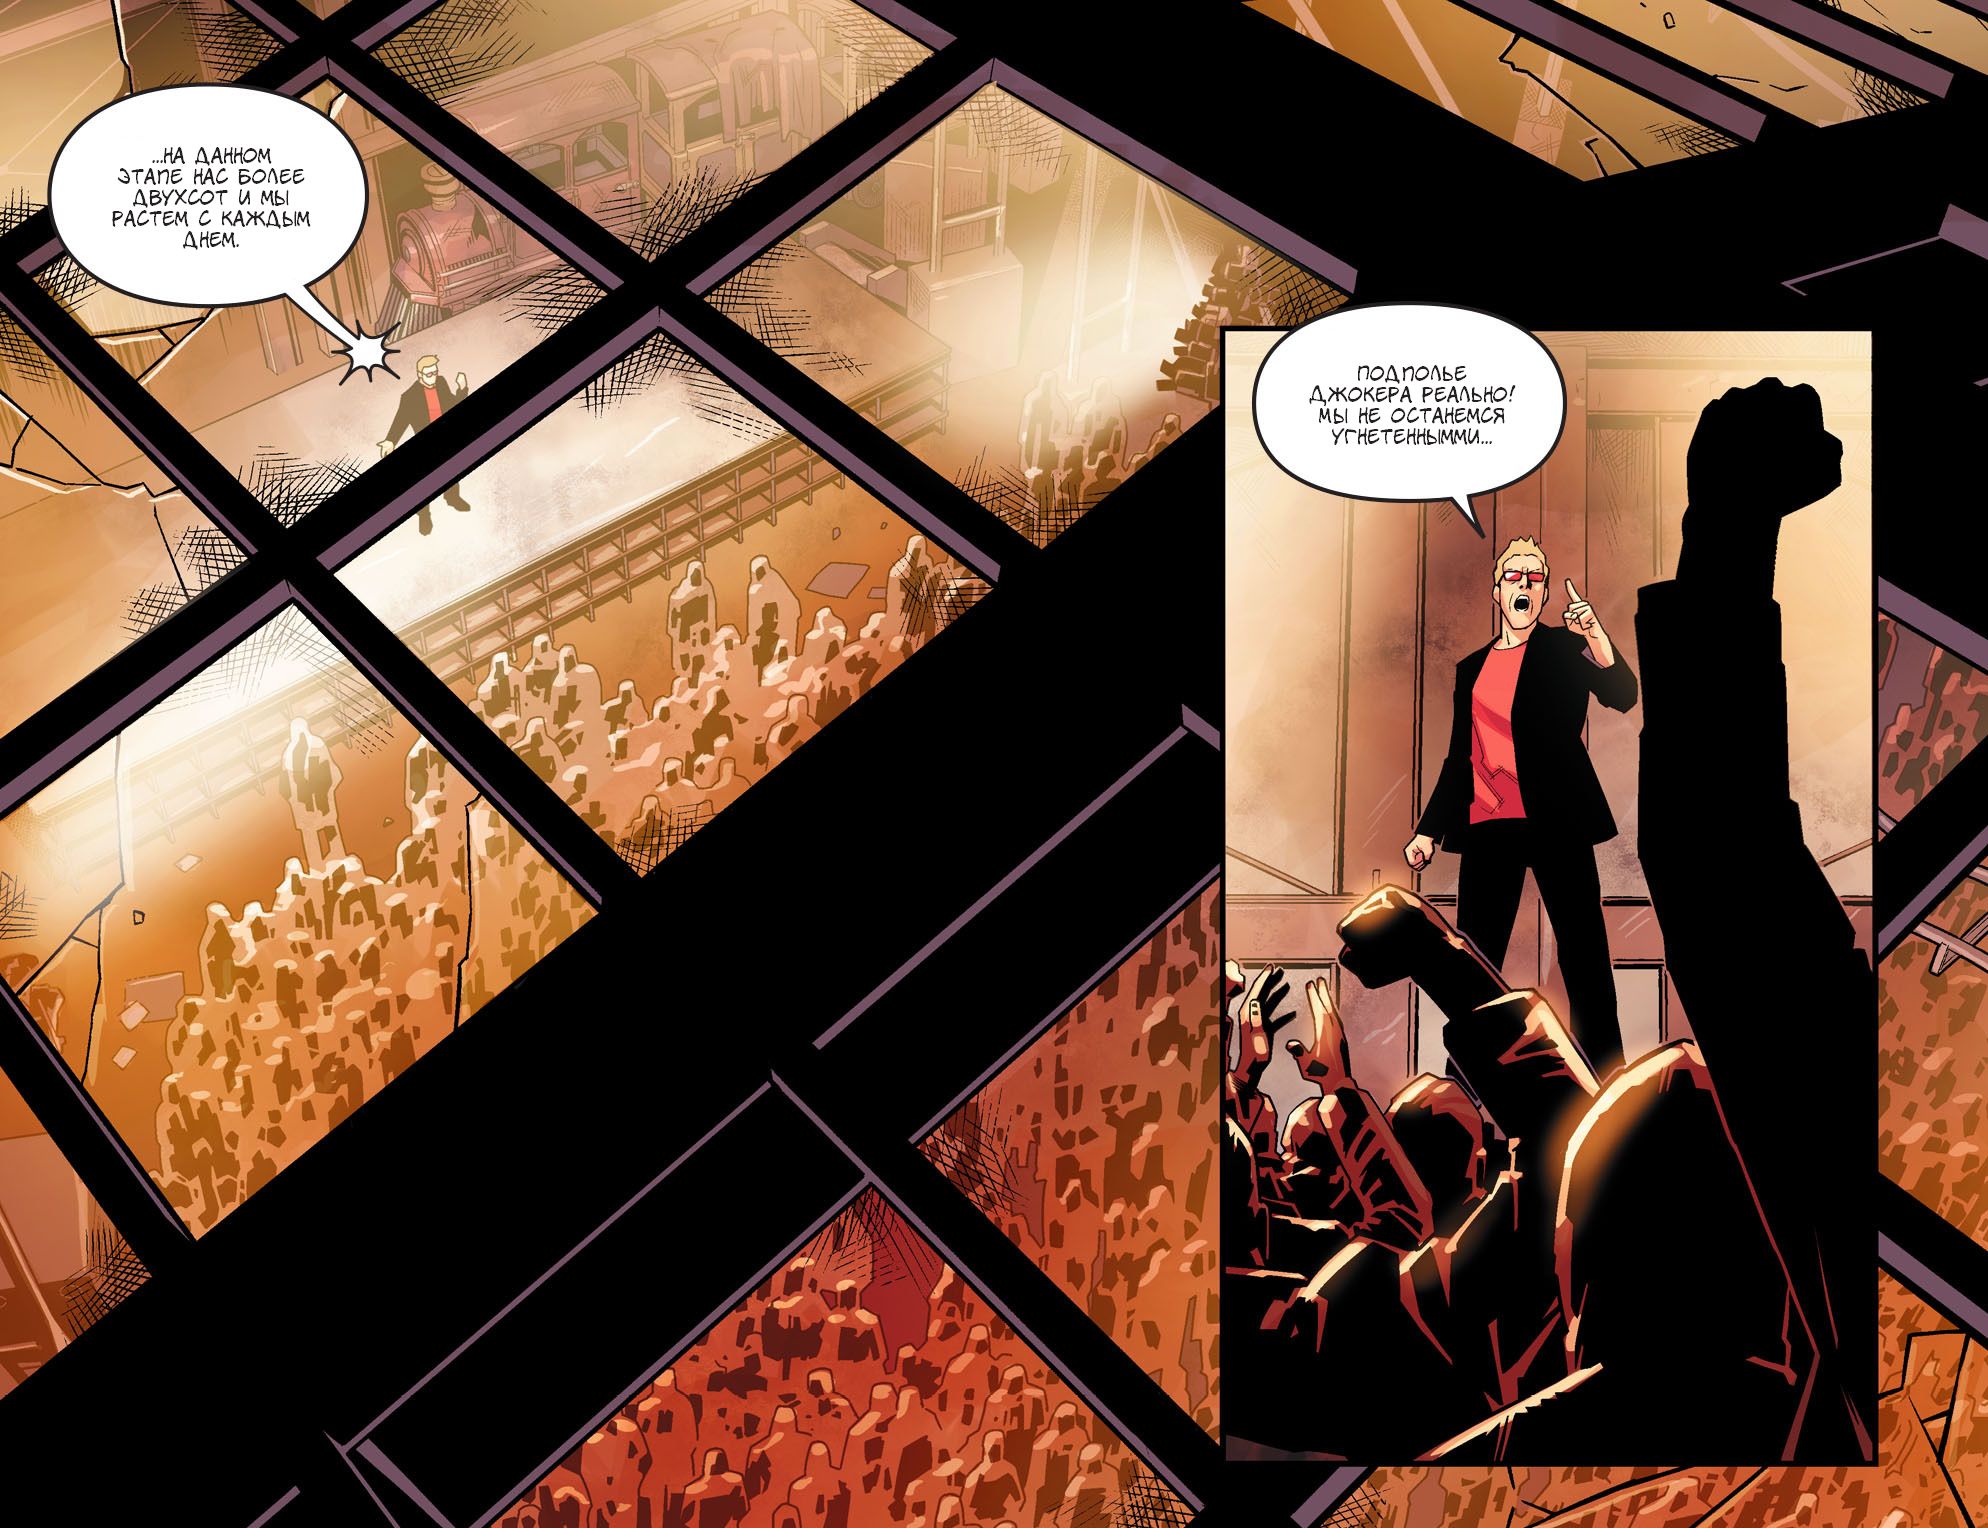 ...НА ДАННОМ
ЭТАПЕ НАС БОЛЕЕ
ДВУХСОТ И МЫ
РАСТЕМ С КАЖДЫМ
ДНЕМ.
ПОДПОЛЬЕ
ДЖОКЕРА РЕАЛЬНО!
МЫ НЕ ОСТАНЕМСЯ
УГНЕТЕННЫММИ...